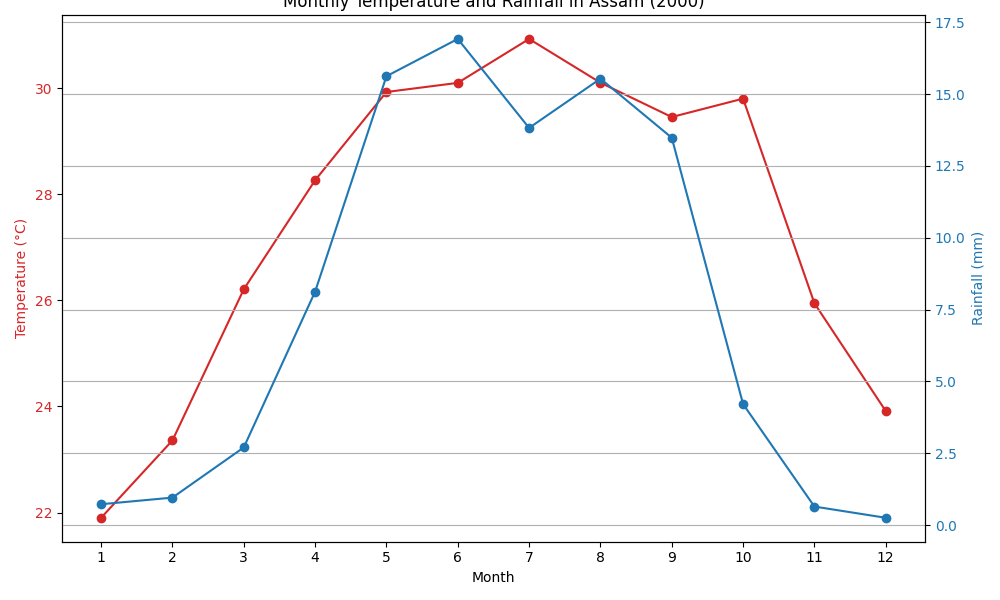 Monthly Temperature and Rainfall in Assam (2000)
Temperature (°C)
30
28
26
24
22
17.5
15.0
12.5
10.0
7.5
5.0
2.5
0.0
Rainfall (mm)
1 2 3 4 5 6 7 8 9 10 11 12
Month